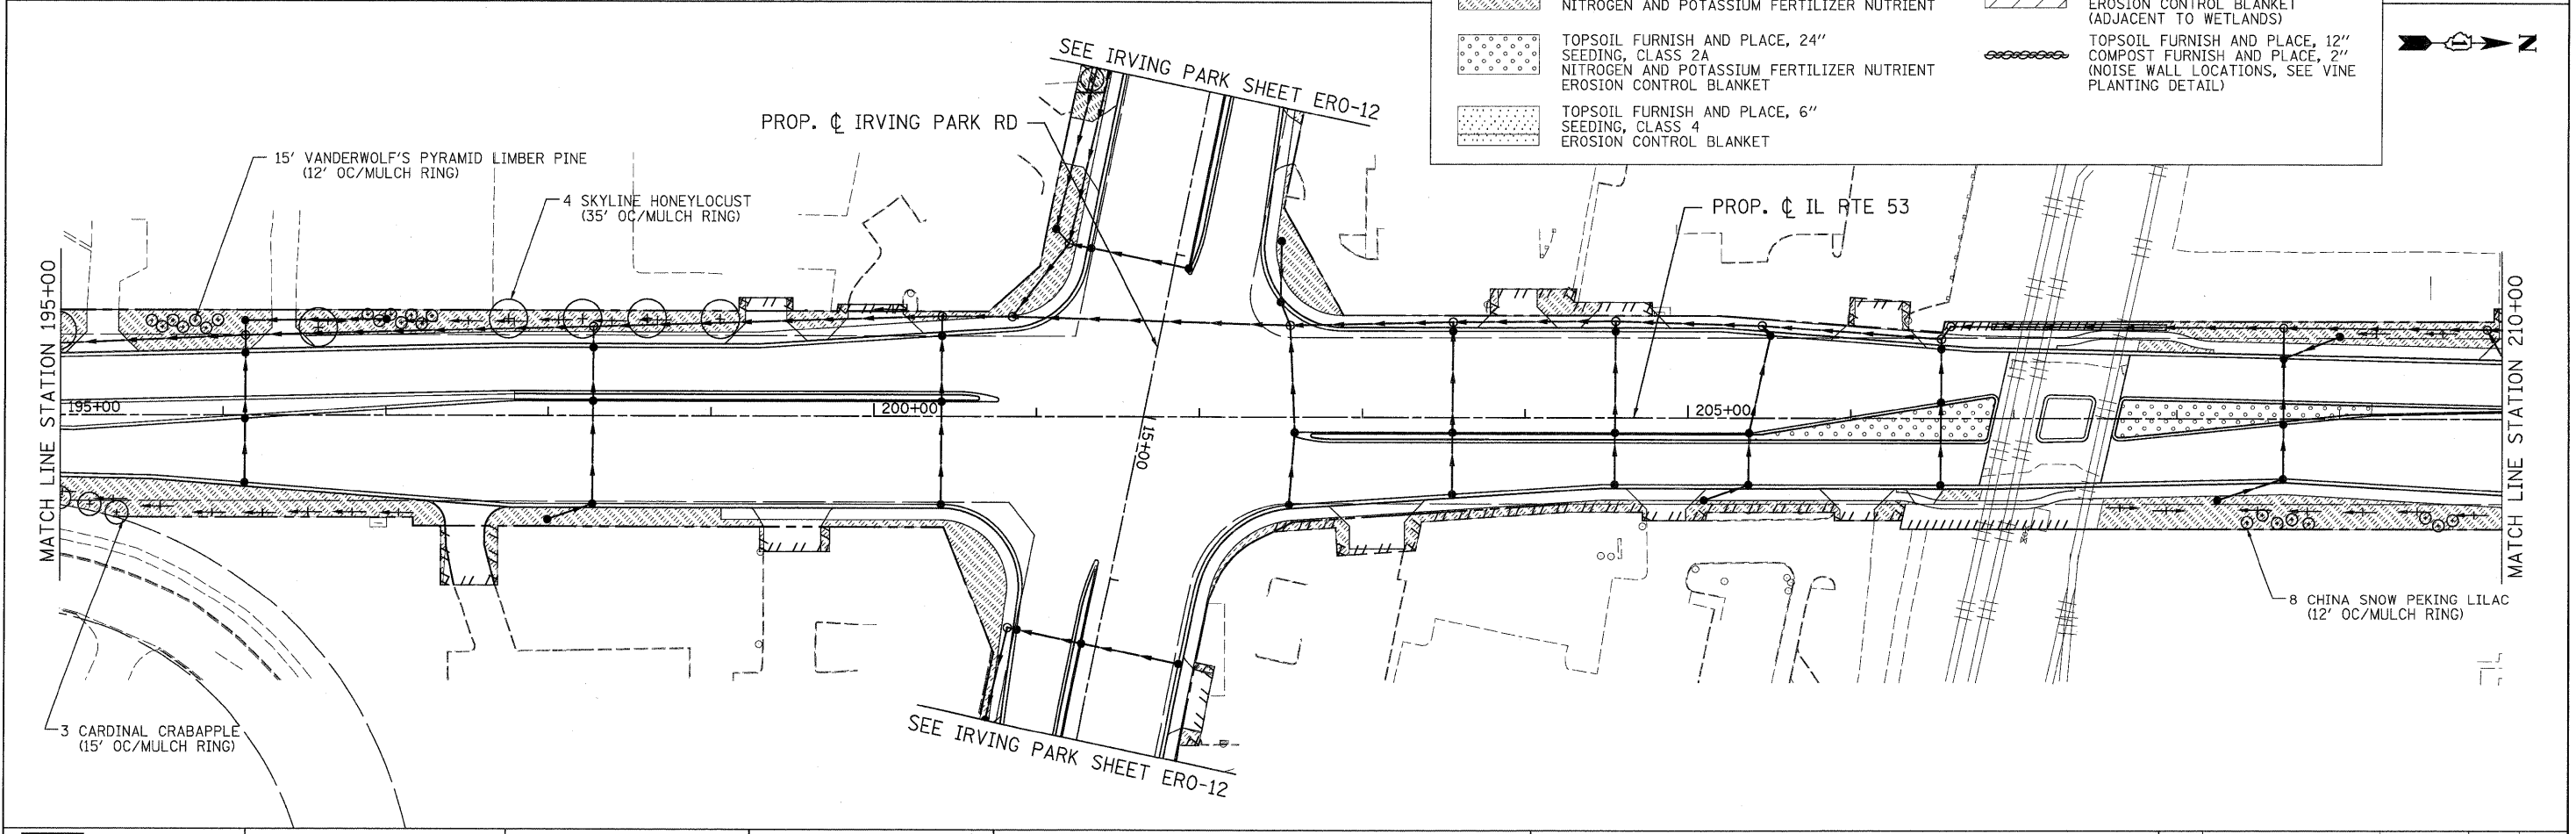 NITROGEN AND POTASSIUM FERTILIZER NUTRIENT
TOPSOIL FURNISH AND PLACE, 24"
SEEDING, CLASS 2A
NITROGEN AND POTASSIUM FERTILIZER NUTRIENT
EROSION CONTROL BLANKET
TOPSOIL FURNISH AND PLACE, 6"
SEEDING, CLASS 4
EROSION CONTROL BLANKET
EROSION CONTROL BLANKET
(ADJACENT TO WETLANDS)
TOPSOIL FURNISH AND PLACE, 12"
COMPOST FURNISH AND PLACE, 2"
(NOISE WALL LOCATIONS, SEE VINE
PLANTING DETAIL)
N
SEE IRVING PARK SHEET ERO-12
PROP. ℄ IRVING PARK RD
15' VANDERWOLF'S PYRAMID LIMBER PINE
(12' OC/MULCH RING)
4 SKYLINE HONEYLOCUST
(35' OC/MULCH RING)
PROP. ℄ IL RTE 53
MATCH LINE STATION 195+00
195+00
200+00
205+00
15+00
MATCH LINE STATION 210+00
8 CHINA SNOW PEKING LILAC
(12' OC/MULCH RING)
3 CARDINAL CRABAPPLE
(15' OC/MULCH RING)
SEE IRVING PARK SHEET ERO-12